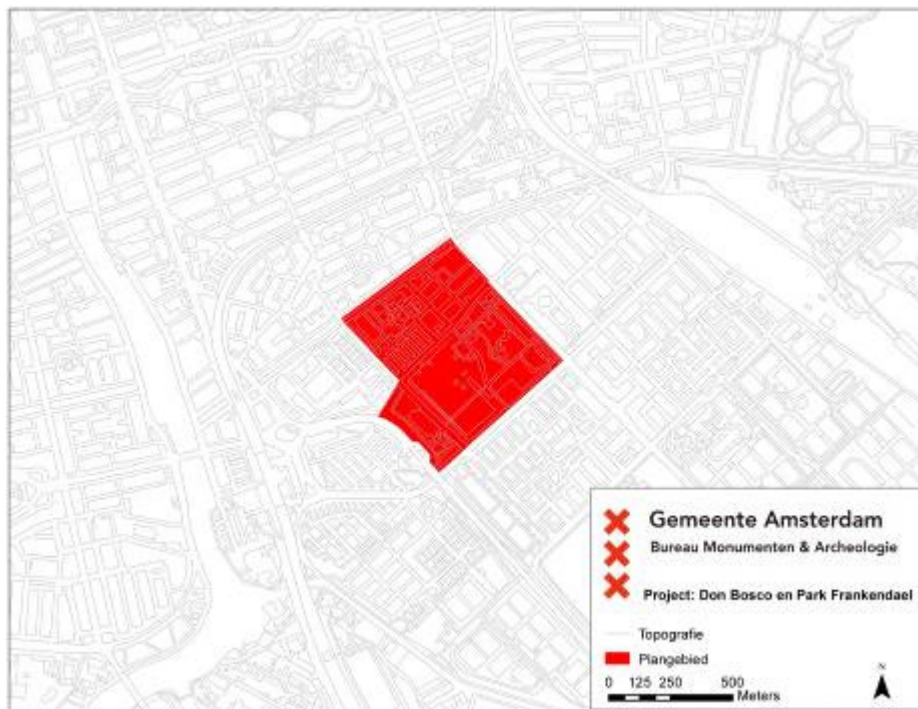 Gemeente Amsterdam
Bureau Monumenten & Archeologie
Project: Don Bosco en Park Frankendael
Topografie
Plangebied
0 125 250 500
Meters
N